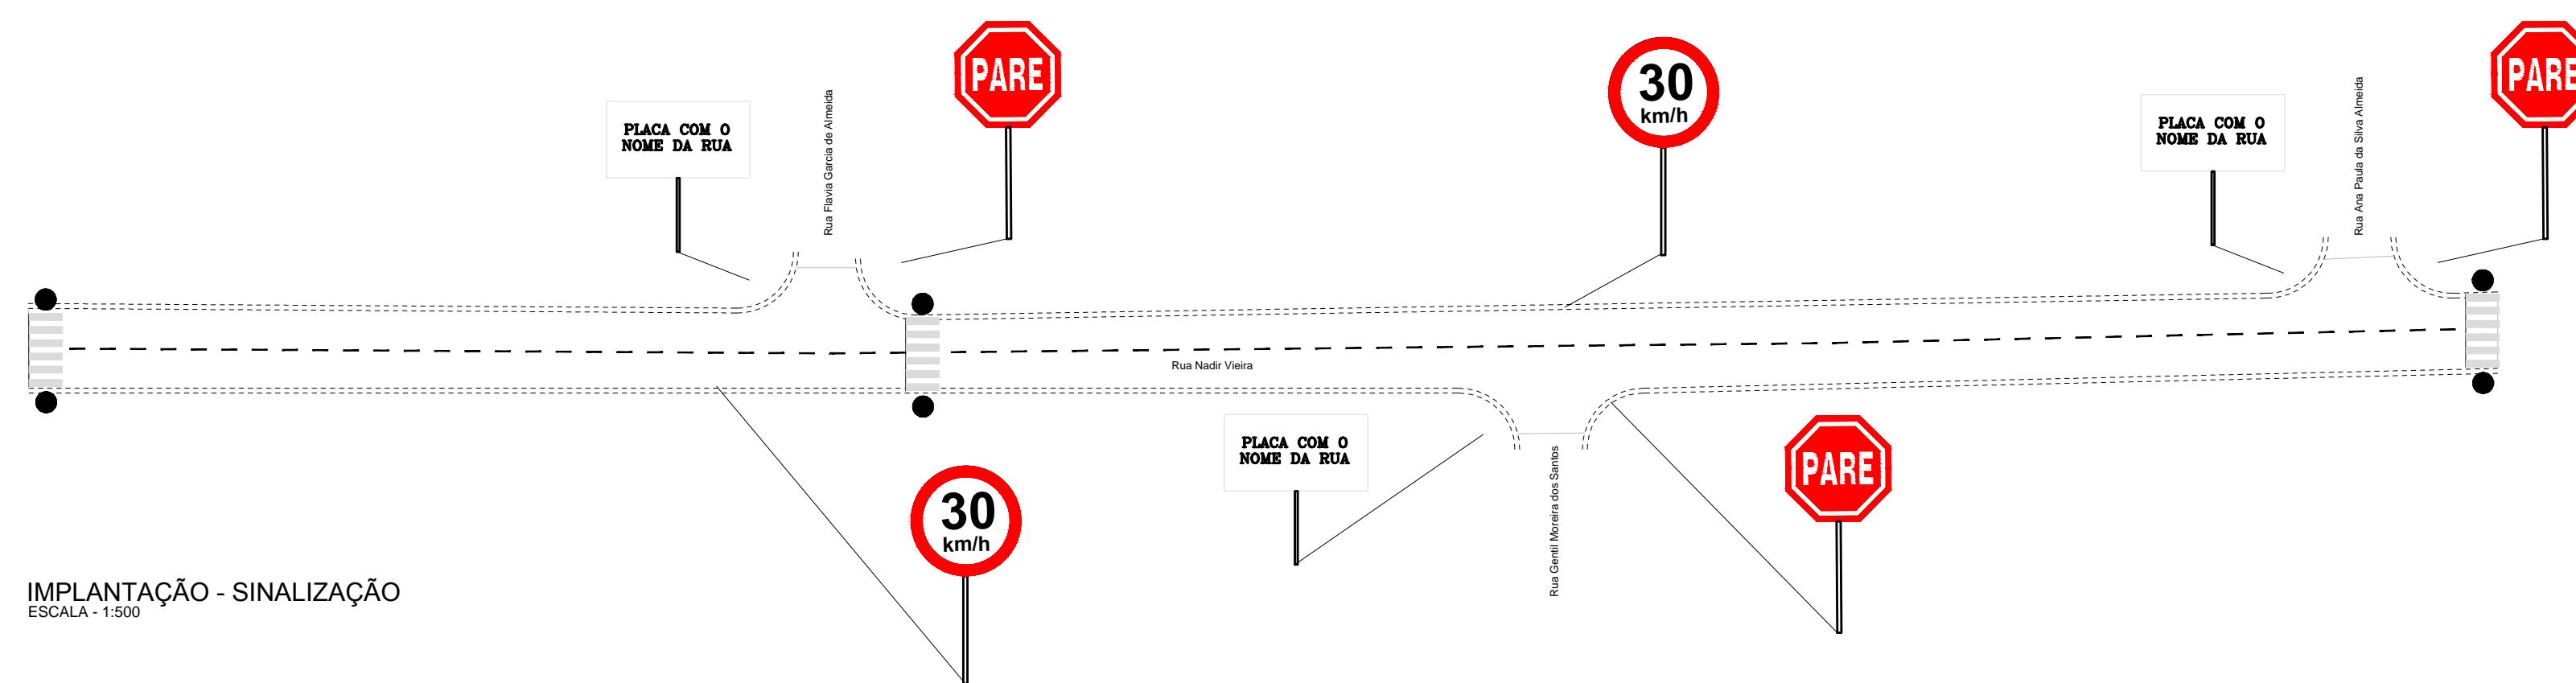 PARE
30
km/h
PARE
PLACA COM O
NOME DA RUA
Rua Flavia Garcia de Almeida
PLACA COM O
NOME DA RUA
Rua Ana Paula da Silva Almeida
Rua Nadir Vieira
PLACA COM O
NOME DA RUA
Rua Gentil Moreira dos Santos
PARE
30
km/h
IMPLANTAÇÃO - SINALIZAÇÃO
ESCALA - 1:500